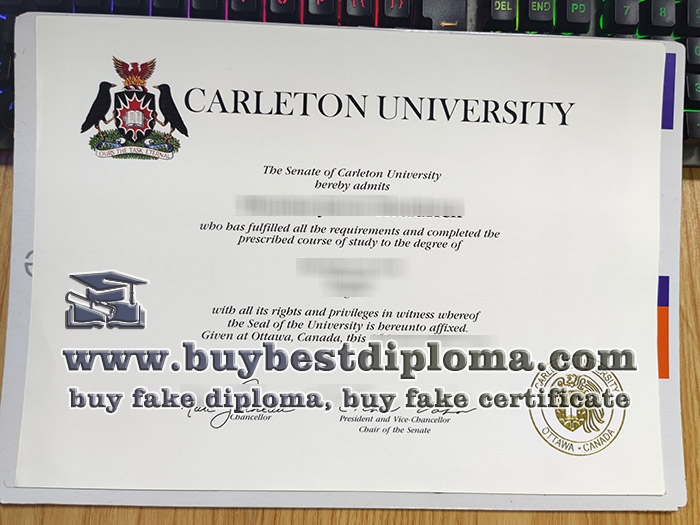 DEL END PD 7 8
CARLETON UNIVERSITY
OURS THE TASK ETERNAL
The Senate of Carleton University
hereby admits
who has fulfilled all the requirements and completed the
prescribed course of study to the degree of
with all its rights and privileges in witness whereof
the Seal of the University is hereunto affixed.
Given at Ottawa, Canada, this
www.buybestdiploma.com
buy fake diploma, buy fake certificate
Chancellor
President and Vice-Chancellor
Chair of the Senate
UNIVERSITY
OTTAWA - CANADA